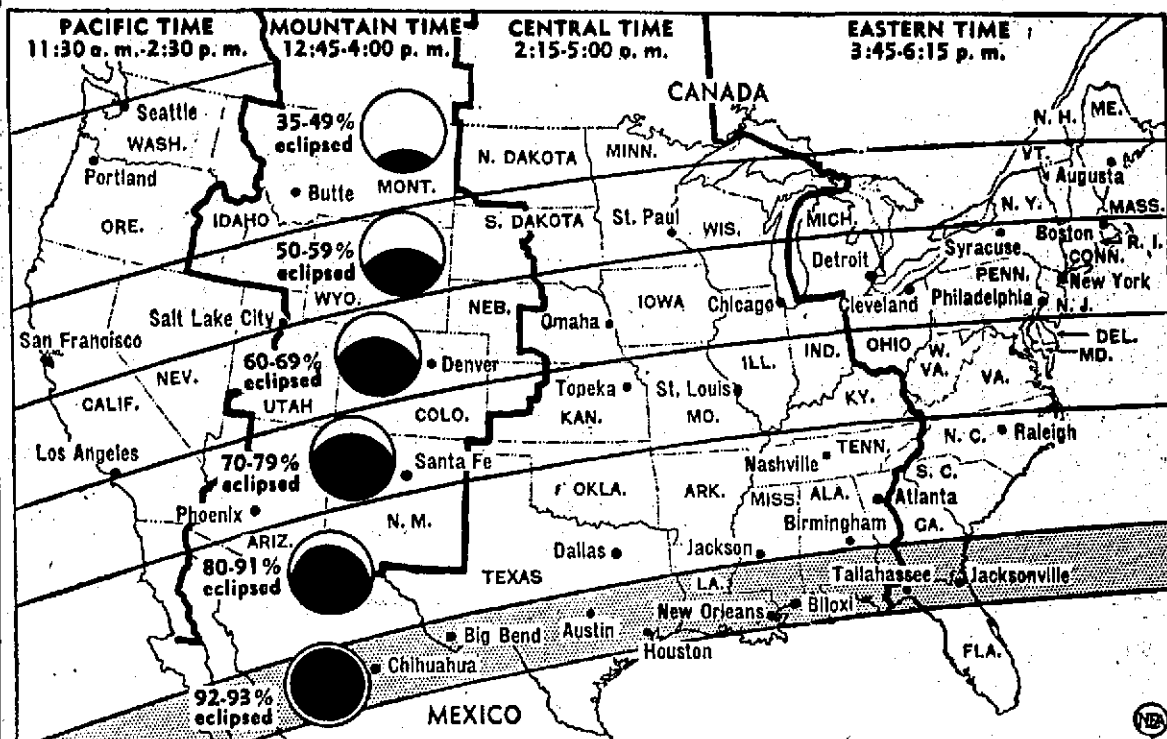 PACIFIC TIME
11:30 a. m.-2:30 p. m.
MOUNTAIN TIME
12:45-4:00 p. m.
CENTRAL TIME
2:15-5:00 p. m.
EASTERN TIME
3:45-6:15 p. m.
CANADA
Seattle
WASH.
Portland
ORE.
IDAHO
35-49%
eclipsed
Butte
MONT.
N. DAKOTA
MINN.
N. H.
ME.
VT.
Augusta
50-59%
eclipsed
WYO.
S. DAKOTA
St. Paul
WIS.
MICH.
Detroit
N. Y.
Syracuse
MASS.
Boston
R. I.
CONN.
PENN.
New York
Philadelphia
N. J.
Cleveland
Salt Lake City
NEB.
Omaha
IOWA
Chicago
San Francisco
NEV.
CALIF.
60-69%
eclipsed
UTAH
Denver
COLO.
Topeka
KAN.
St. Louis
MO.
ILL.
IND.
OHIO
W.
VA.
VA.
DEL.
MD.
KY.
Los Angeles
70-79%
eclipsed
Santa Fe
Phoenix
ARIZ.
N. M.
OKLA.
ARK.
Nashville
TENN.
N. C.
Raleigh
S. C.
MISS.
ALA.
Atlanta
Birmingham
GA.
80-91%
eclipsed
Dallas
TEXAS
Jackson
LA.
Tallahassee
Jacksonville
New Orleans
Biloxi
Big Bend
Austin
Houston
FLA.
Chihuahua
92-93%
eclipsed
MEXICO
NEA